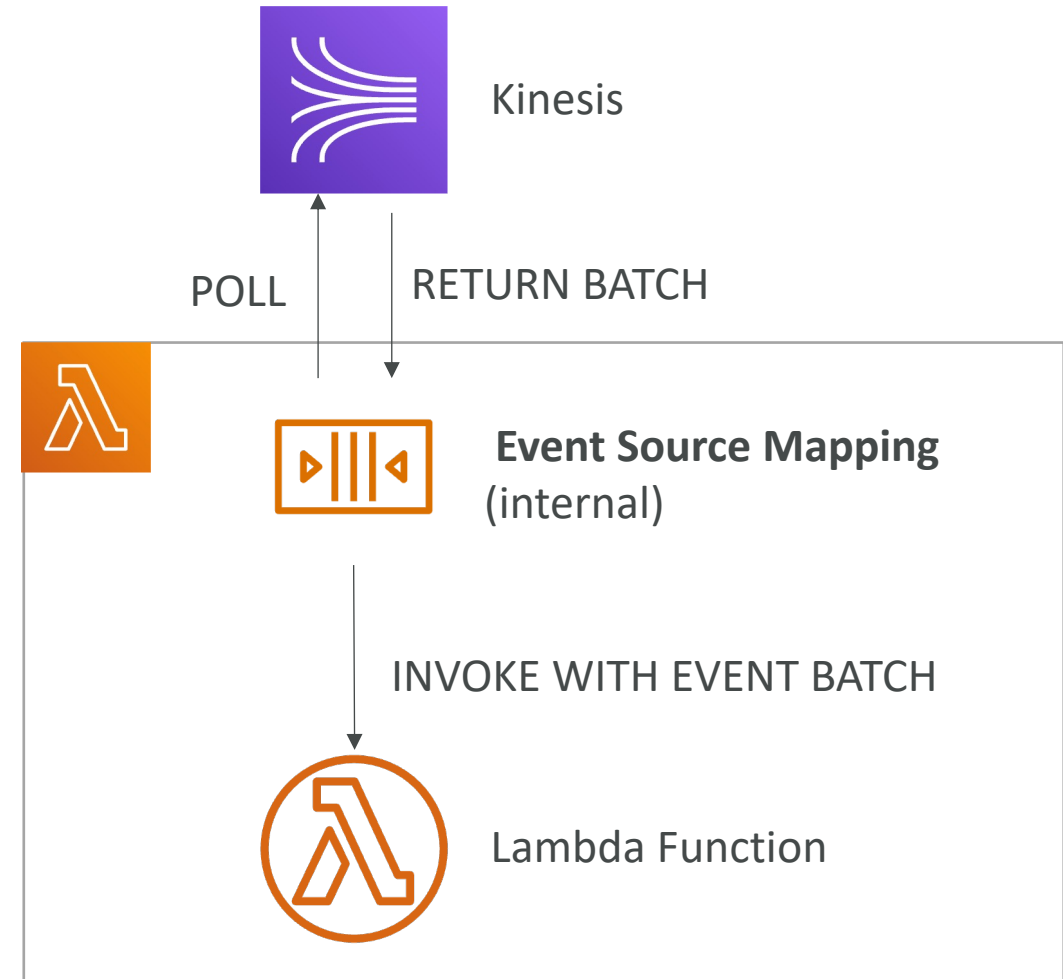 Kinesis
POLL
RETURN BATCH
Event Source Mapping
(internal)
INVOKE WITH EVENT BATCH
Lambda Function